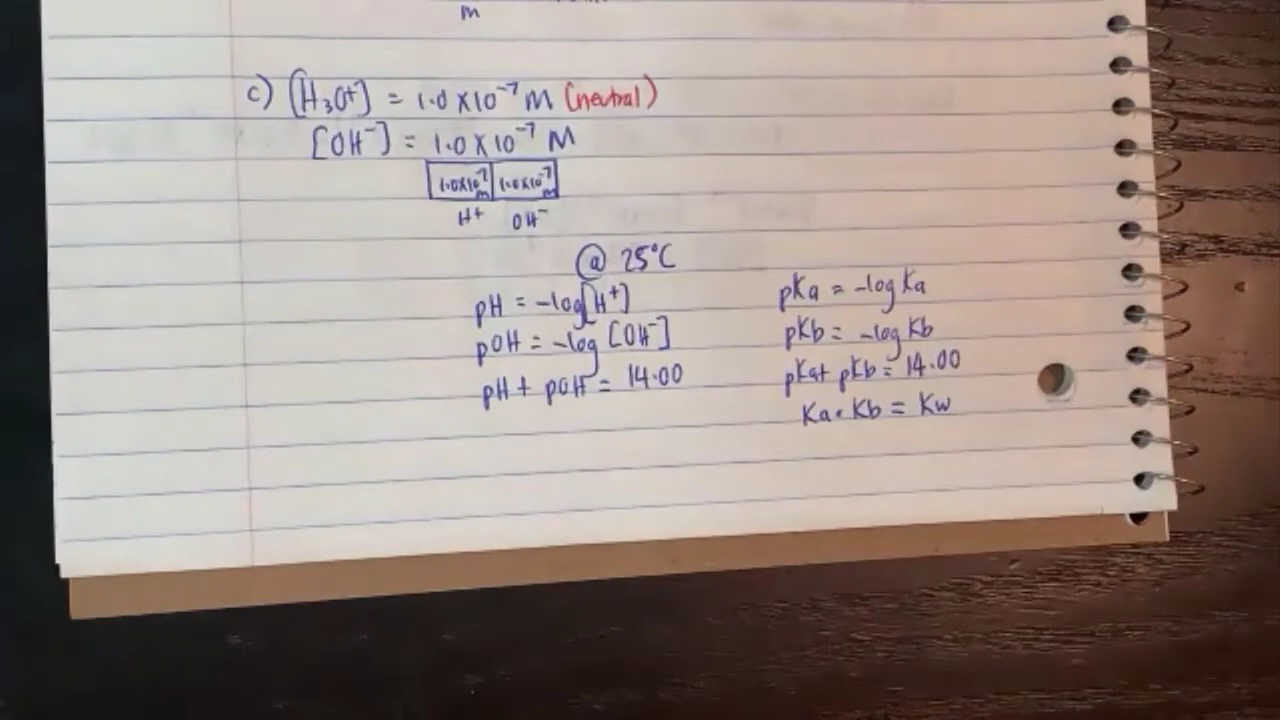 m
c) [H₃O⁺] = 1.0 x10⁻⁷ M (neutral)
[OH⁻] = 1.0 X 10⁻⁷ M
1.0x10⁻⁷ m 1.0x10⁻⁷ m
H⁺ OH⁻
@ 25°C
pH = -log[H⁺]
pOH = -log [OH⁻]
pH + pOH = 14.00
pKa = -log Ka
pKb = -log Kb
pKa + pKb = 14.00
Ka • Kb = Kw